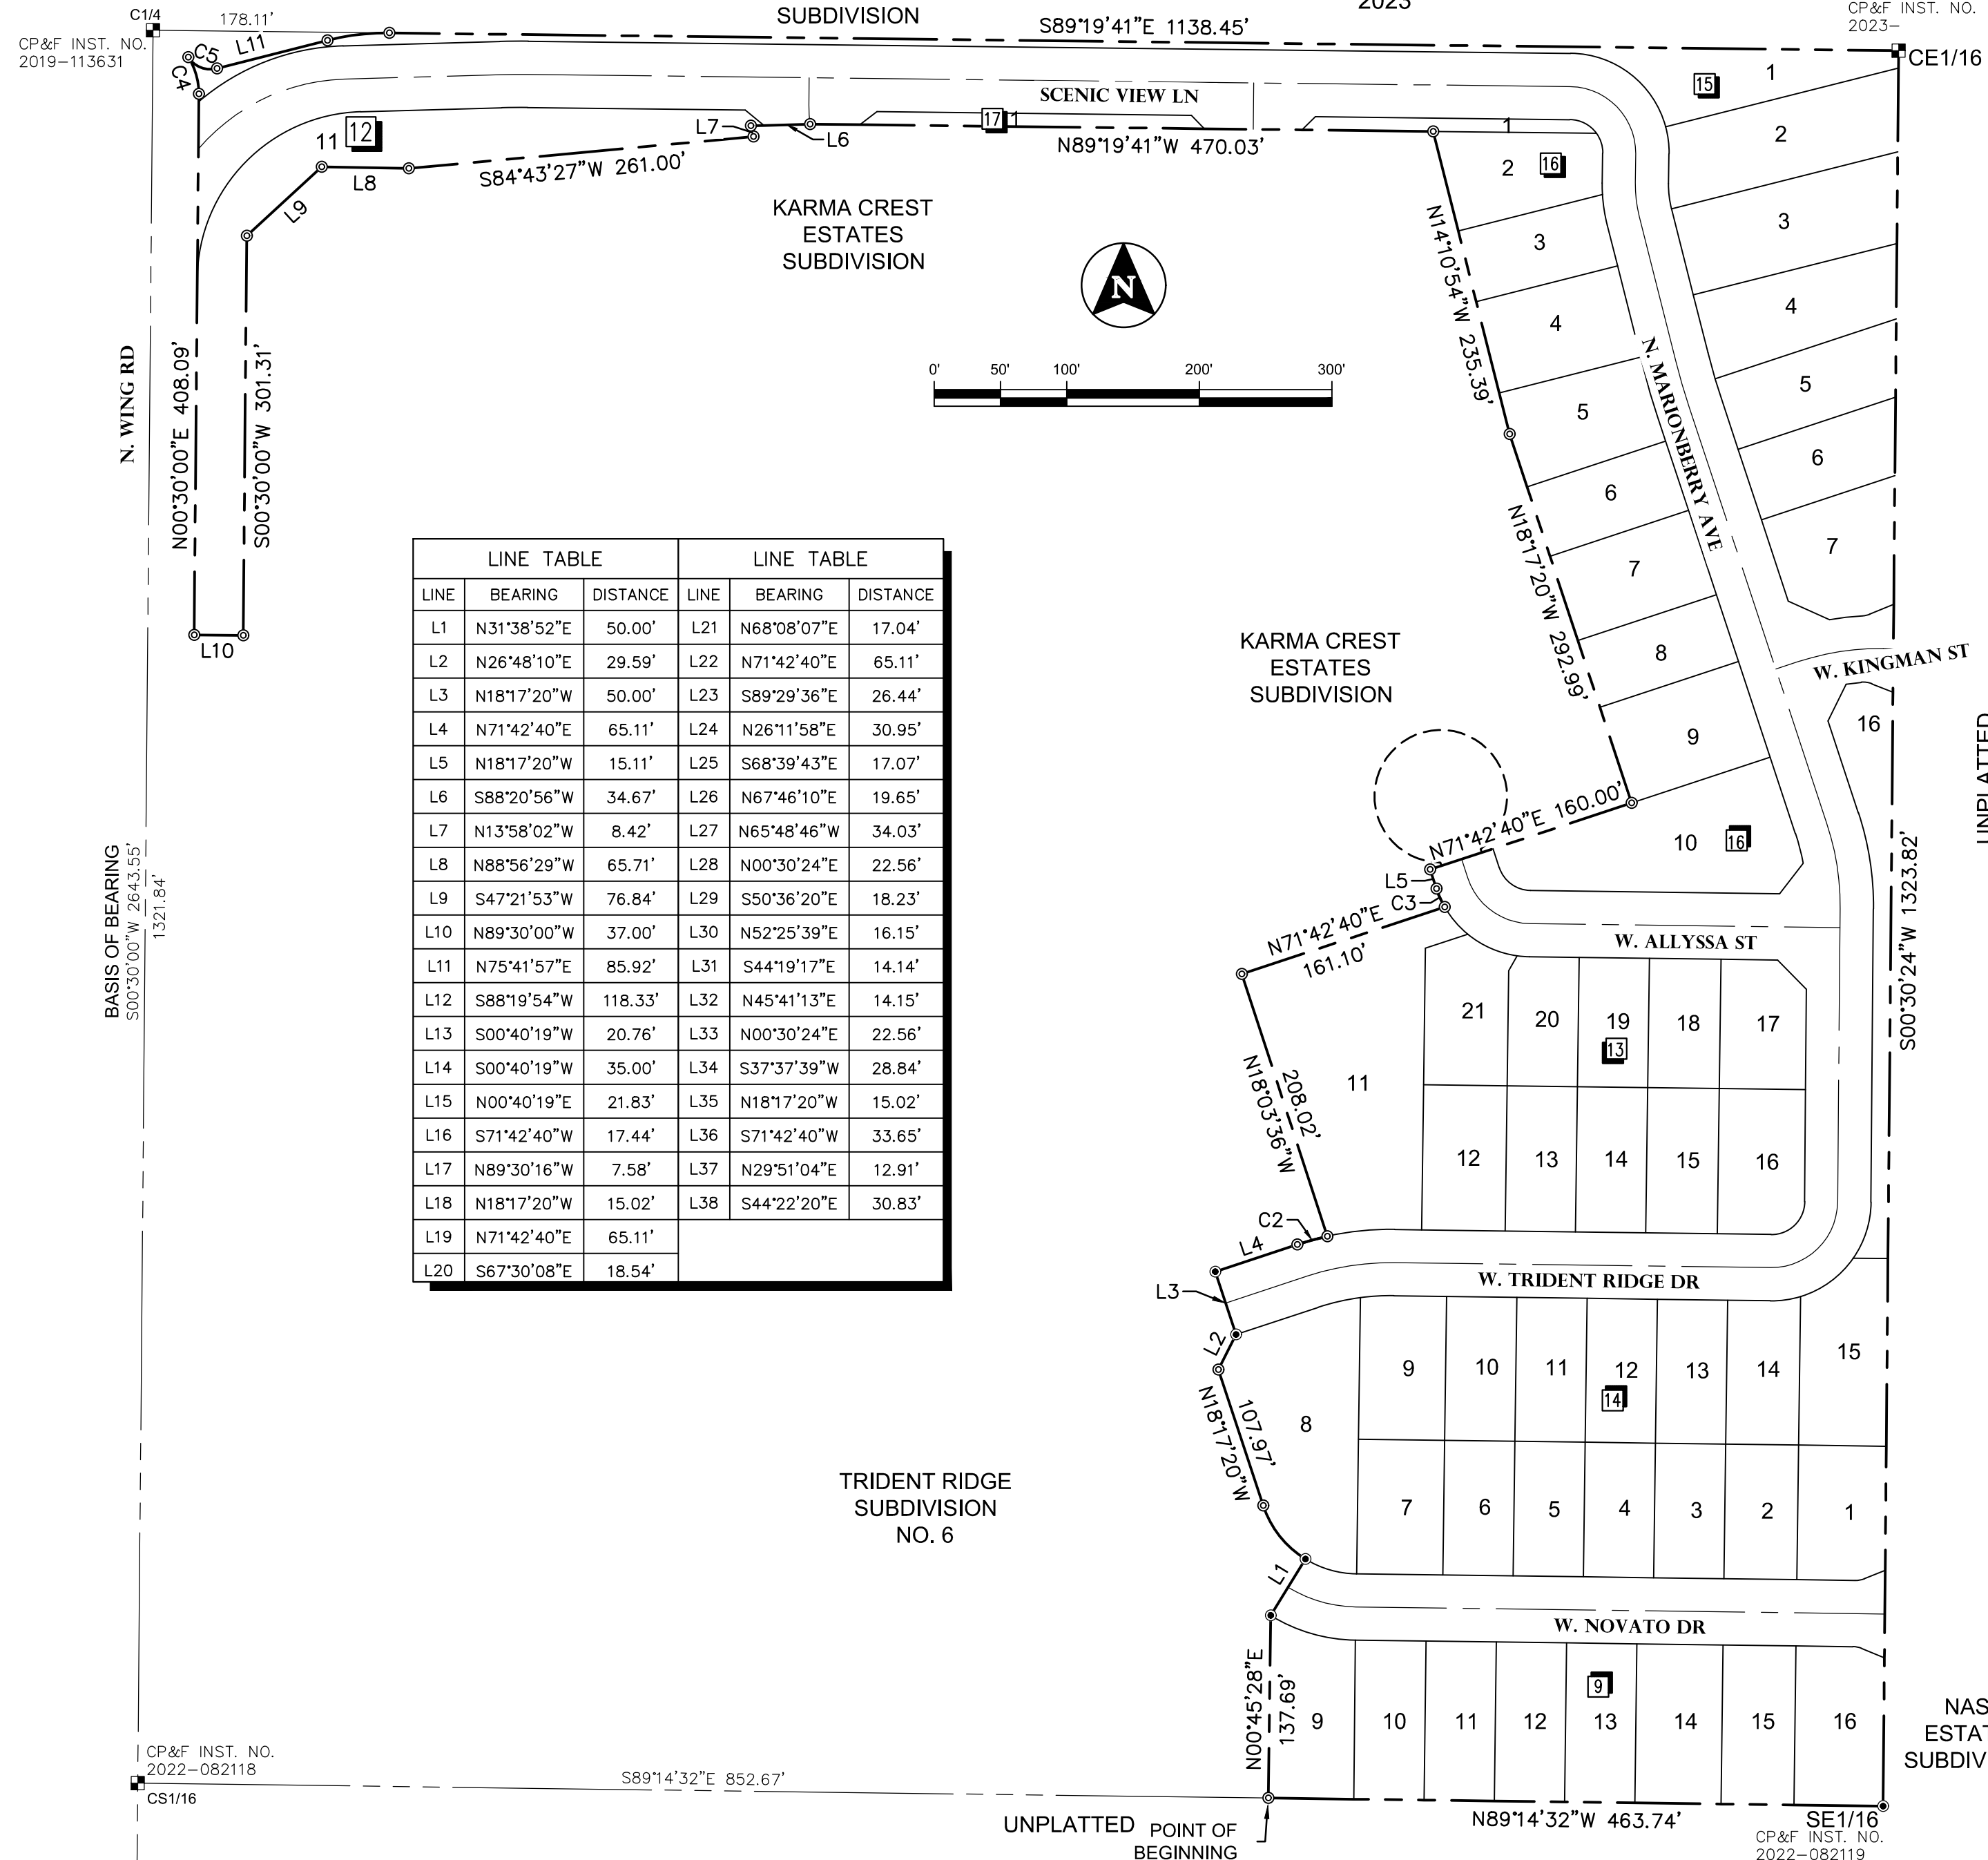 C1/4
178.11'
SUBDIVISION
S89°19'41"E 1138.45'
2023
CP&F INST. NO.
2023-
CP&F INST. NO.
2019-113631
CE1/16
C5
L11
C4
SCENIC VIEW LN
15
1
2
3
4
5
6
7
11
12
L7
L6
17
1
N89°19'41"W 470.03'
L8
S84°43'27"W 261.00'
L9
1
2
16
3
4
5
6
7
8
9
10
16
KARMA CREST
ESTATES
SUBDIVISION
N
0'
50'
100'
200'
300'
N14°10'54"W 235.39'
N. MARIONBERRY AVE
N18°17'20"W 292.99'
N. WING RD
N00°30'00"E 408.09'
S00°30'00"W 301.31'
L10
LINE TABLE
LINE TABLE
LINE BEARING DISTANCE LINE BEARING DISTANCE
L1 N31°38'52"E 50.00' L21 N68°08'07"E 17.04'
L2 N26°48'10"E 29.59' L22 N71°42'40"E 65.11'
L3 N18°17'20"W 50.00' L23 S89°29'36"E 26.44'
L4 N71°42'40"E 65.11' L24 N26°11'58"E 30.95'
L5 N18°17'20"W 15.11' L25 S68°39'43"E 17.07'
L6 S88°20'56"W 34.67' L26 N67°46'10"E 19.65'
L7 N13°58'02"W 8.42' L27 N65°48'46"W 34.03'
L8 N88°56'29"W 65.71' L28 N00°30'24"E 22.56'
L9 S47°21'53"W 76.84' L29 S50°36'20"E 18.23'
L10 N89°30'00"W 37.00' L30 N52°25'39"E 16.15'
L11 N75°41'57"E 85.92' L31 S44°19'17"E 14.14'
L12 S88°19'54"W 118.33' L32 N45°41'13"E 14.15'
L13 S00°40'19"W 20.76' L33 N00°30'24"E 22.56'
L14 S00°40'19"W 35.00' L34 S37°37'39"W 28.84'
L15 N00°40'19"E 21.83' L35 N18°17'20"W 15.02'
L16 S71°42'40"W 17.44' L36 S71°42'40"W 33.65'
L17 N89°30'16"W 7.58' L37 N29°51'04"E 12.91'
L18 N18°17'20"W 15.02' L38 S44°22'20"E 30.83'
L19 N71°42'40"E 65.11'
L20 S67°30'08"E 18.54'
KARMA CREST
ESTATES
SUBDIVISION
W. KINGMAN ST
16
UNPLATTED
N71°42'40"E 160.00'
L5
C3
BASIS OF BEARING
S00°30'00"W 2643.55'
1321.84'
S00°30'24"W 1323.82'
N71°42'40"E
161.10'
W. ALLYSSA ST
21
20
19
18
17
13
11
N18°03'36"W
208.02'
12
13
14
15
16
C2
L4
W. TRIDENT RIDGE DR
L3
L2
9
10
11
12
13
14
15
14
8
N18°17'20"W
107.97'
TRIDENT RIDGE
SUBDIVISION
NO. 6
7
6
5
4
3
2
1
L1
W. NOVATO DR
N00°45'28"E
137.69'
9
9
10
11
12
13
14
15
16
NAS
ESTAT
SUBDIV
CP&F INST. NO.
2022-082118
CS1/16
S89°14'32"E 852.67'
UNPLATTED
POINT OF
BEGINNING
N89°14'32"W 463.74'
SE1/16
CP&F INST. NO.
2022-082119